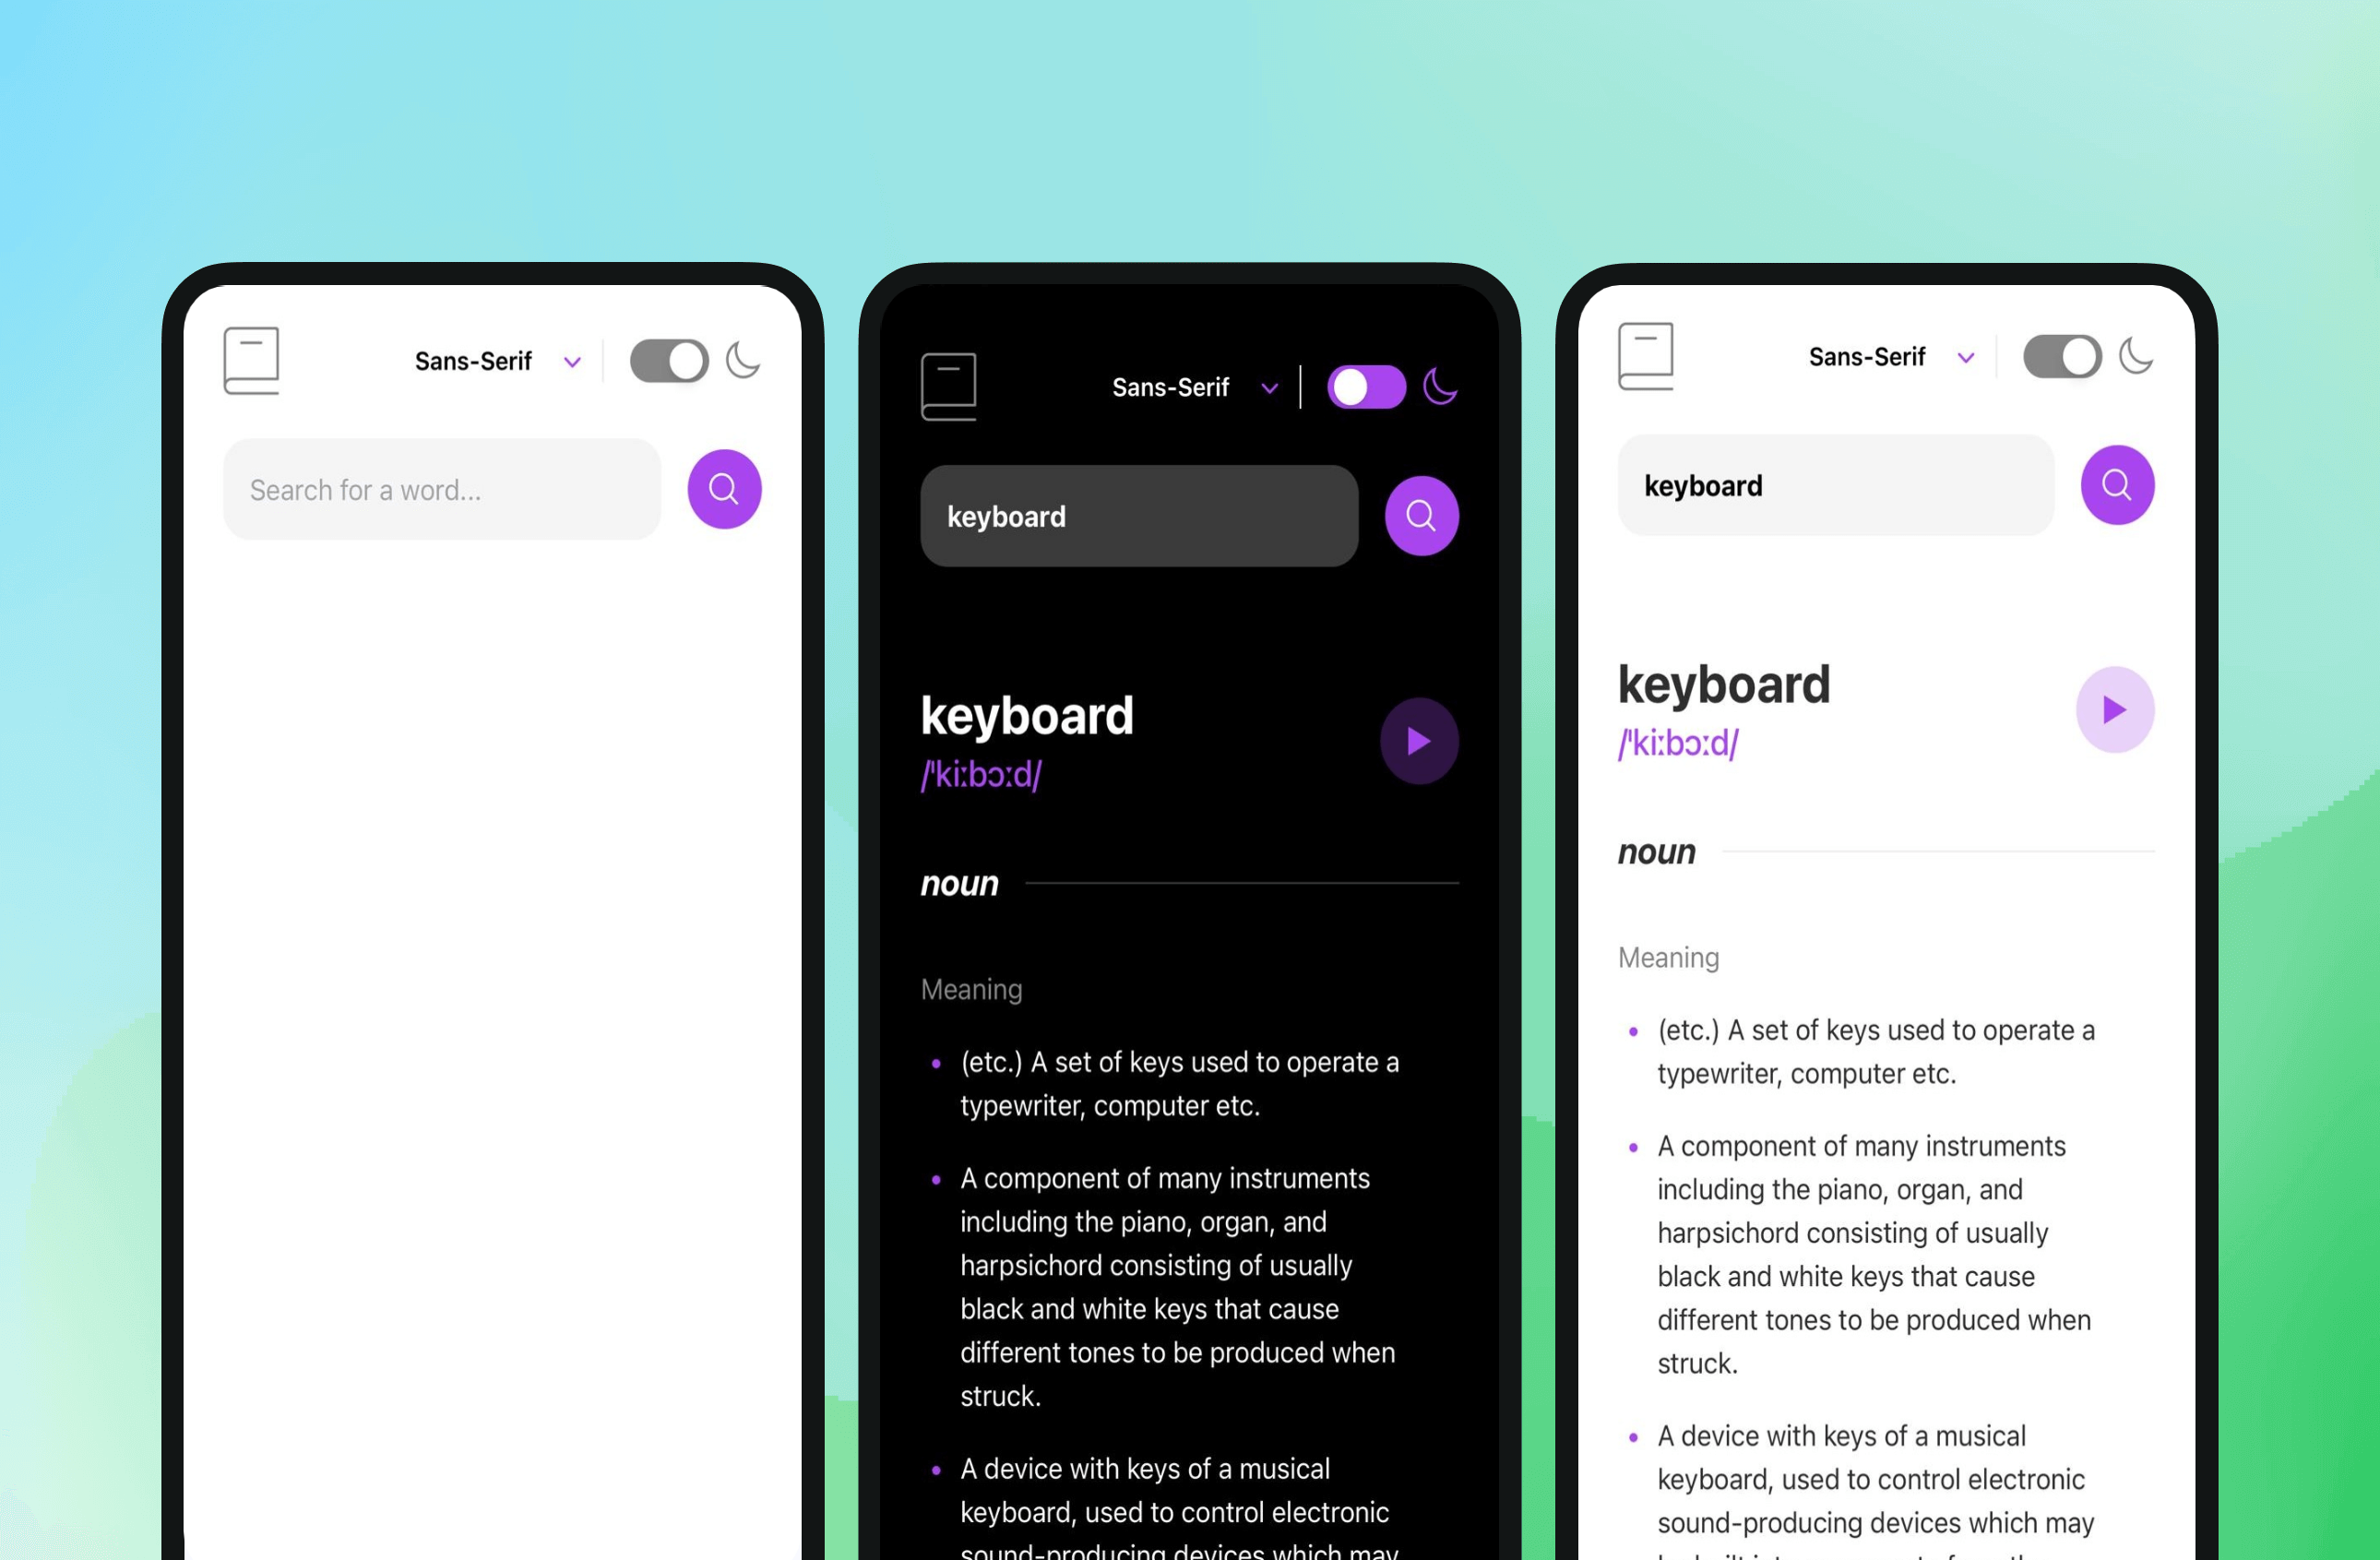 Sans-Serif
Search for a word...
Sans-Serif
keyboard
keyboard
/ˈkiːbɔːd/
noun
Meaning
(etc.) A set of keys used to operate a
typewriter, computer etc.
A component of many instruments
including the piano, organ, and
harpsichord consisting of usually
black and white keys that cause
different tones to be produced when
struck.
A device with keys of a musical
keyboard, used to control electronic
sound-producing devices which may
Sans-Serif
keyboard
keyboard
/ˈkiːbɔːd/
noun
Meaning
(etc.) A set of keys used to operate a
typewriter, computer etc.
A component of many instruments
including the piano, organ, and
harpsichord consisting of usually
black and white keys that cause
different tones to be produced when
struck.
A device with keys of a musical
keyboard, used to control electronic
sound-producing devices which may